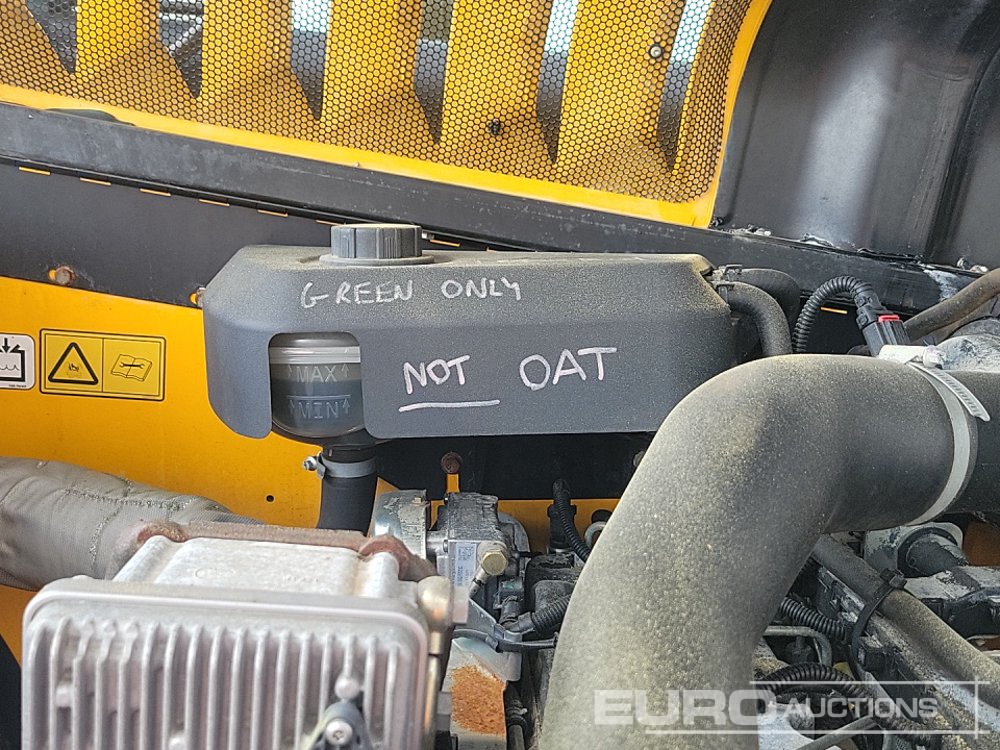 GREEN ONLY
NOT OAT
MAX
MIN
EURO AUCTIONS